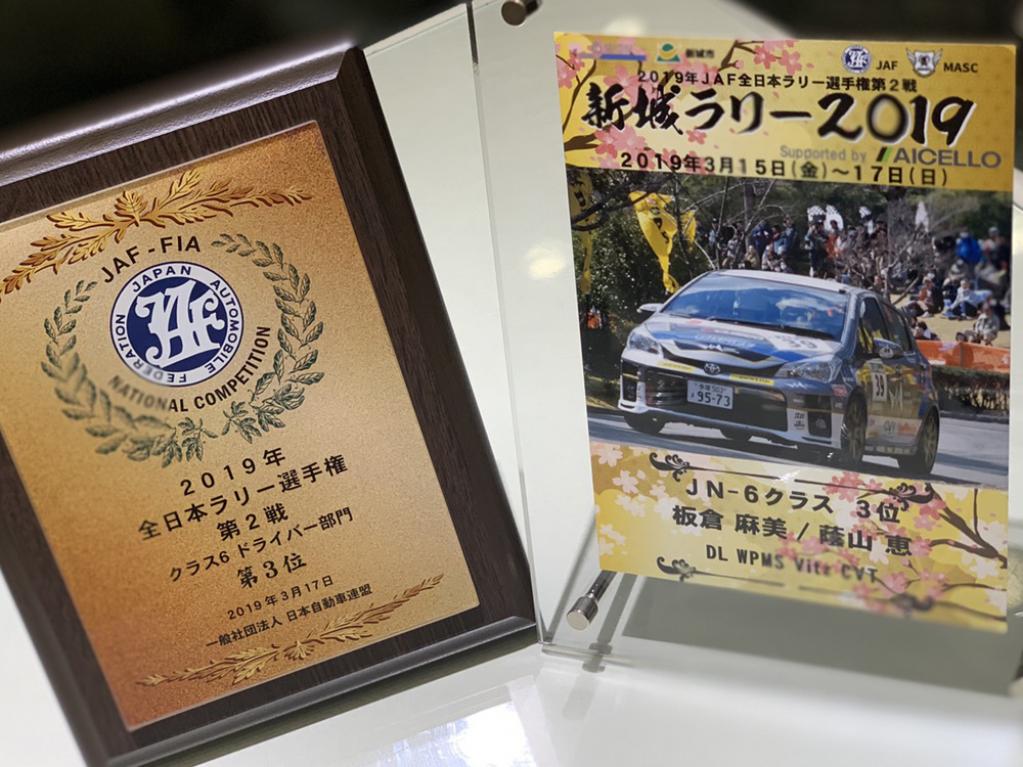 JAF-FIA
JAPAN AUTOMOBILE FEDERATION
JAF
NATIONAL COMPETITION
2019年
全日本ラリー選手権
第2戦
クラス6 ドライバー部門
第3位
2019年3月17日
一般社団法人 日本自動車連盟
新城市
JAF
MASC
2019年JAF全日本ラリー選手権第2戦
新城ラリー2019
Supported by AICELLO
2019年3月15日(金)~17日(日)
39
95-73
JN-6クラス 3位
板倉 麻美/蔭山 恵
DL WPMS Vitz CVT